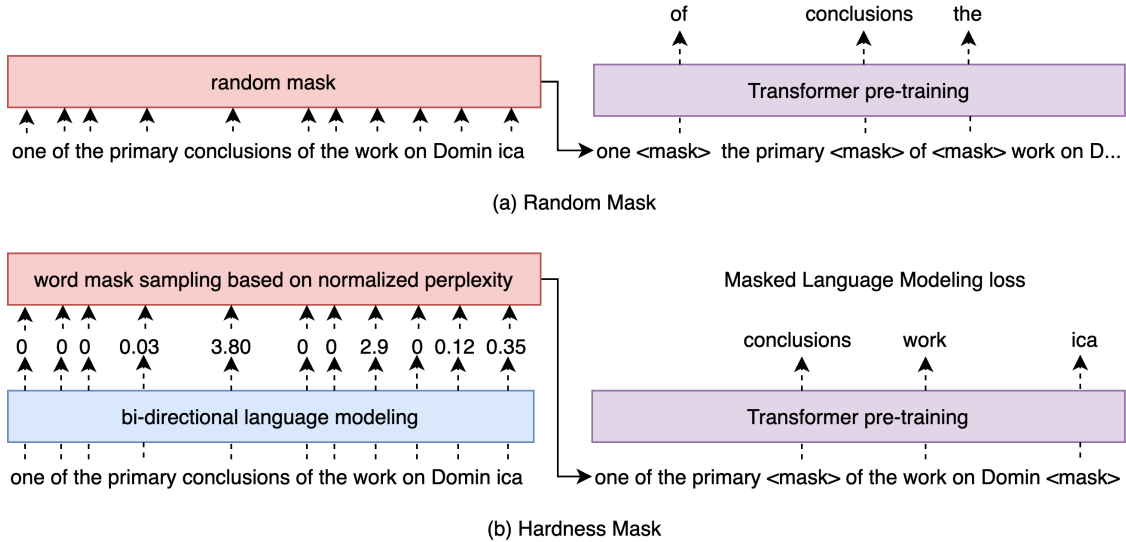 of conclusions the
random mask
Transformer pre-training
one of the primary conclusions of the work on Domin ica
one <mask> the primary <mask> of <mask> work on D...
(a) Random Mask
word mask sampling based on normalized perplexity
Masked Language Modeling loss
0 0 0 0.03 3.80 0 0 2.9 0 0.12 0.35
conclusions work ica
bi-directional language modeling
Transformer pre-training
one of the primary conclusions of the work on Domin ica
one of the primary <mask> of the work on Domin <mask>
(b) Hardness Mask